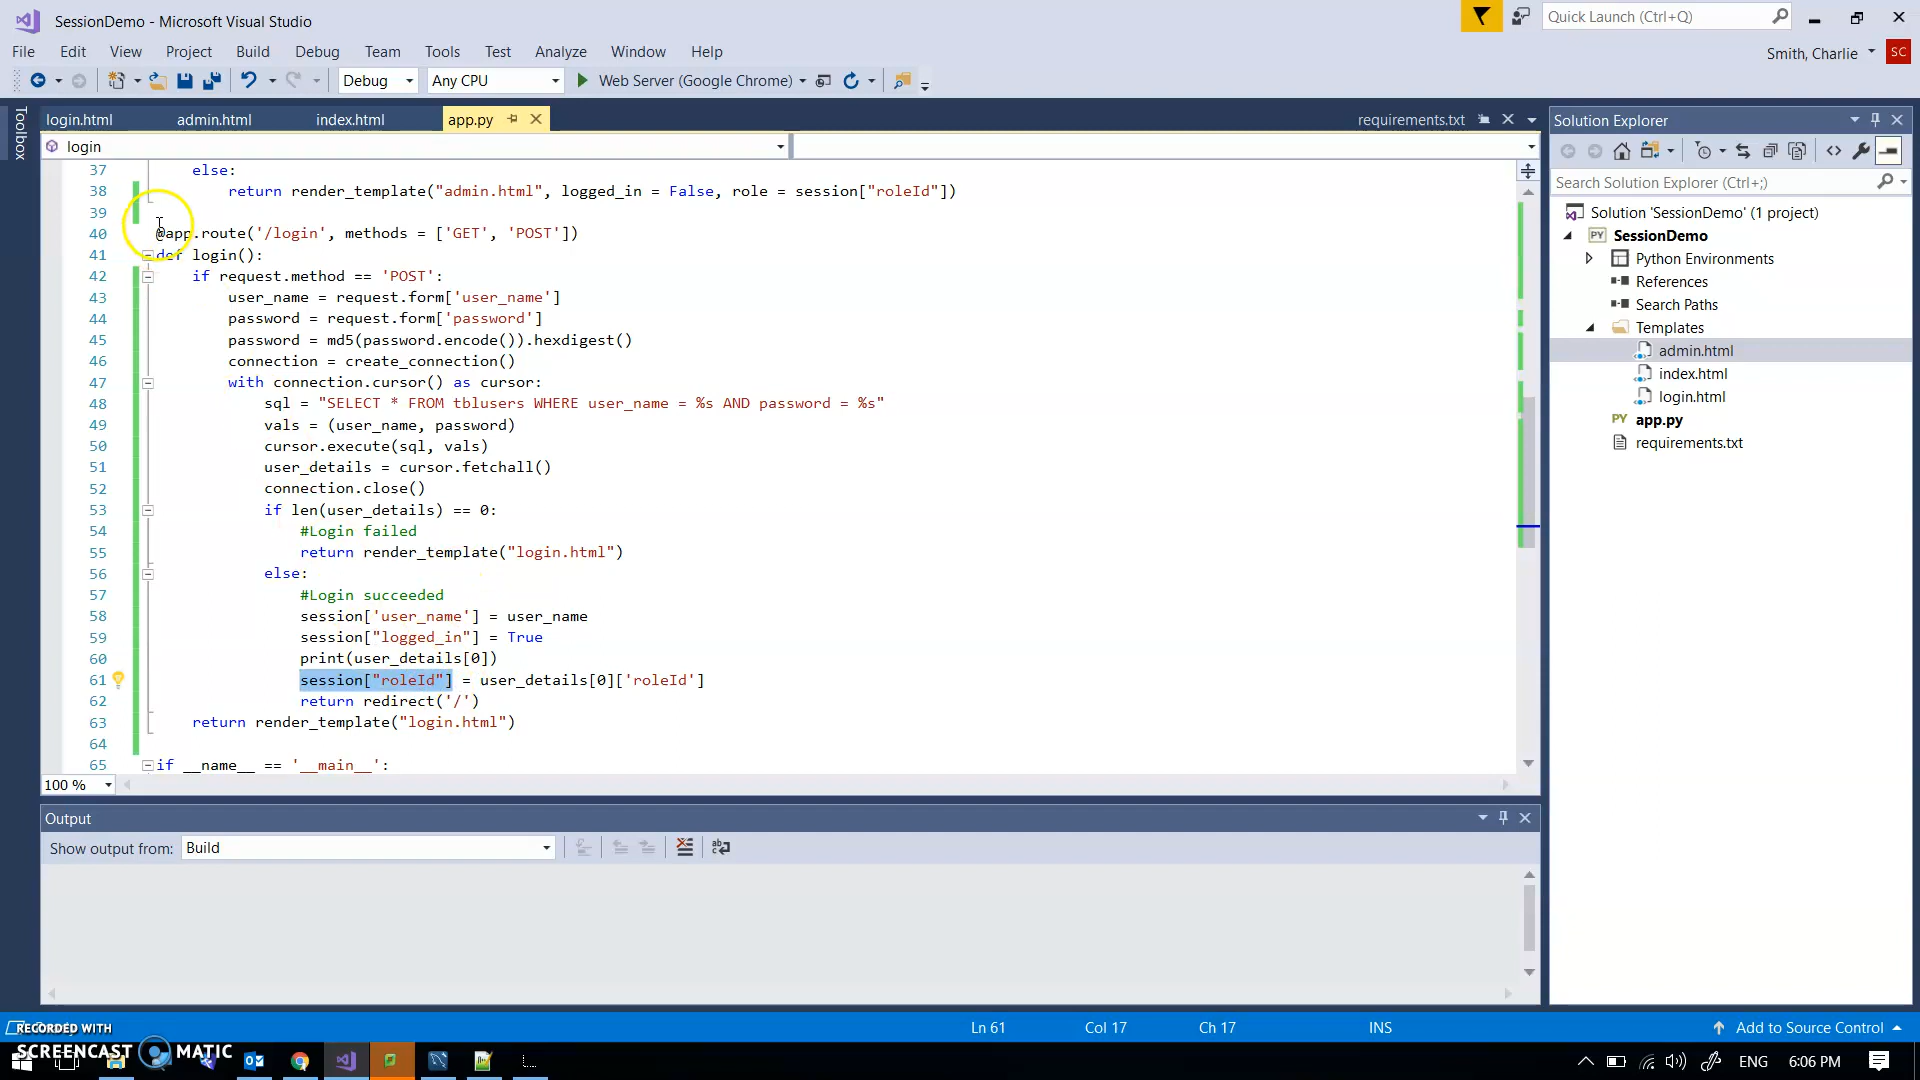 SessionDemo - Microsoft Visual Studio
Quick Launch (Ctrl+Q)
File Edit View Project Build Debug Team Tools Test Analyze Window Help
Smith, Charlie SC
Debug Any CPU Web Server (Google Chrome)
Toolbox
login.html admin.html index.html app.py requirements.txt
login
37 else:
38 return render_template("admin.html", logged_in = False, role = session["roleId"])
39
40 @app.route('/login', methods = ['GET', 'POST'])
41 def login():
42 if request.method == 'POST':
43 user_name = request.form['user_name']
44 password = request.form['password']
45 password = md5(password.encode()).hexdigest()
46 connection = create_connection()
47 with connection.cursor() as cursor:
48 sql = "SELECT * FROM tblusers WHERE user_name = %s AND password = %s"
49 vals = (user_name, password)
50 cursor.execute(sql, vals)
51 user_details = cursor.fetchall()
52 connection.close()
53 if len(user_details) == 0:
54 #Login failed
55 return render_template("login.html")
56 else:
57 #Login succeeded
58 session['user_name'] = user_name
59 session["logged_in"] = True
60 print(user_details[0])
61 session["roleId"] = user_details[0]['roleId']
62 return redirect('/')
63 return render_template("login.html")
64
65 if __name__ == '__main__':
100 %
Output
Show output from: Build
Solution Explorer
Search Solution Explorer (Ctrl+;)
Solution 'SessionDemo' (1 project)
PY SessionDemo
Python Environments
References
Search Paths
Templates
admin.html
index.html
login.html
PY app.py
requirements.txt
Ln 61 Col 17 Ch 17 INS Add to Source Control
RECORDED WITH
SCREENCAST MATIC
ENG 6:06 PM